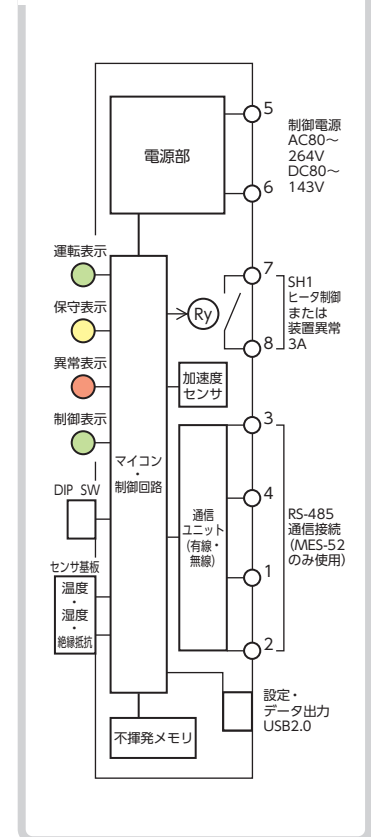 電源部
5
制御電源
AC80～
264V
DC80～
143V
6
運転表示
保守表示
異常表示
制御表示
DIP SW
センサ基板
温度
・
湿度
・
絶縁抵抗
マイコン
・
制御回路
Ry
7
SH1
ヒータ制御
または
装置異常
3A
8
加速度
センサ
通信
ユニット
(有線・
無線)
3
4
1
2
RS-485
通信接続
(MES-52
のみ使用)
設定・
データ出力
USB2.0
不揮発メモリ